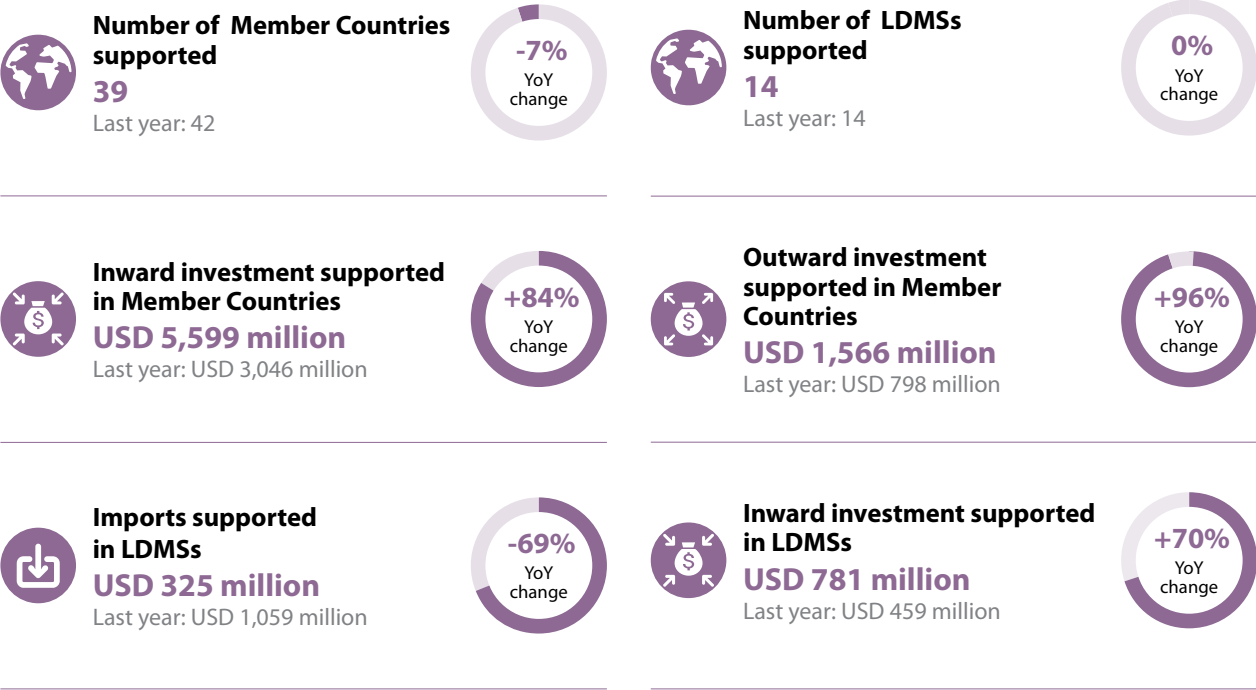 Number of Member Countries
supported
39
Last year: 42
-7%
YoY
change
Number of LDMSs
supported
14
Last year: 14
0%
YoY
change
Inward investment supported
in Member Countries
USD 5,599 million
Last year: USD 3,046 million
+84%
YoY
change
Outward investment
supported in Member
Countries
USD 1,566 million
Last year: USD 798 million
+96%
YoY
change
Imports supported
in LDMSs
USD 325 million
Last year: USD 1,059 million
-69%
YoY
change
Inward investment supported
in LDMSs
USD 781 million
Last year: USD 459 million
+70%
YoY
change